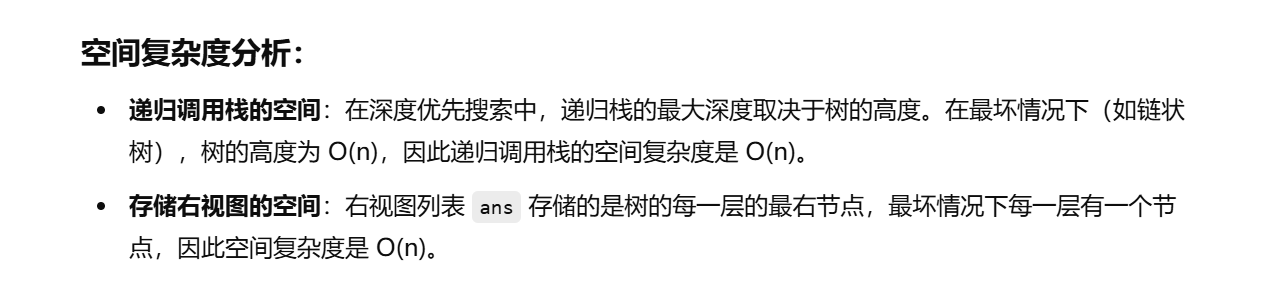 空间复杂度分析：
• 递归调用栈的空间：在深度优先搜索中，递归栈的最大深度取决于树的高度。在最坏情况下（如链状
树），树的高度为 O(n)，因此递归调用栈的空间复杂度是 O(n)。
• 存储右视图的空间：右视图列表 ans 存储的是树的每一层的最右节点，最坏情况下每一层有一个节
点，因此空间复杂度是 O(n)。